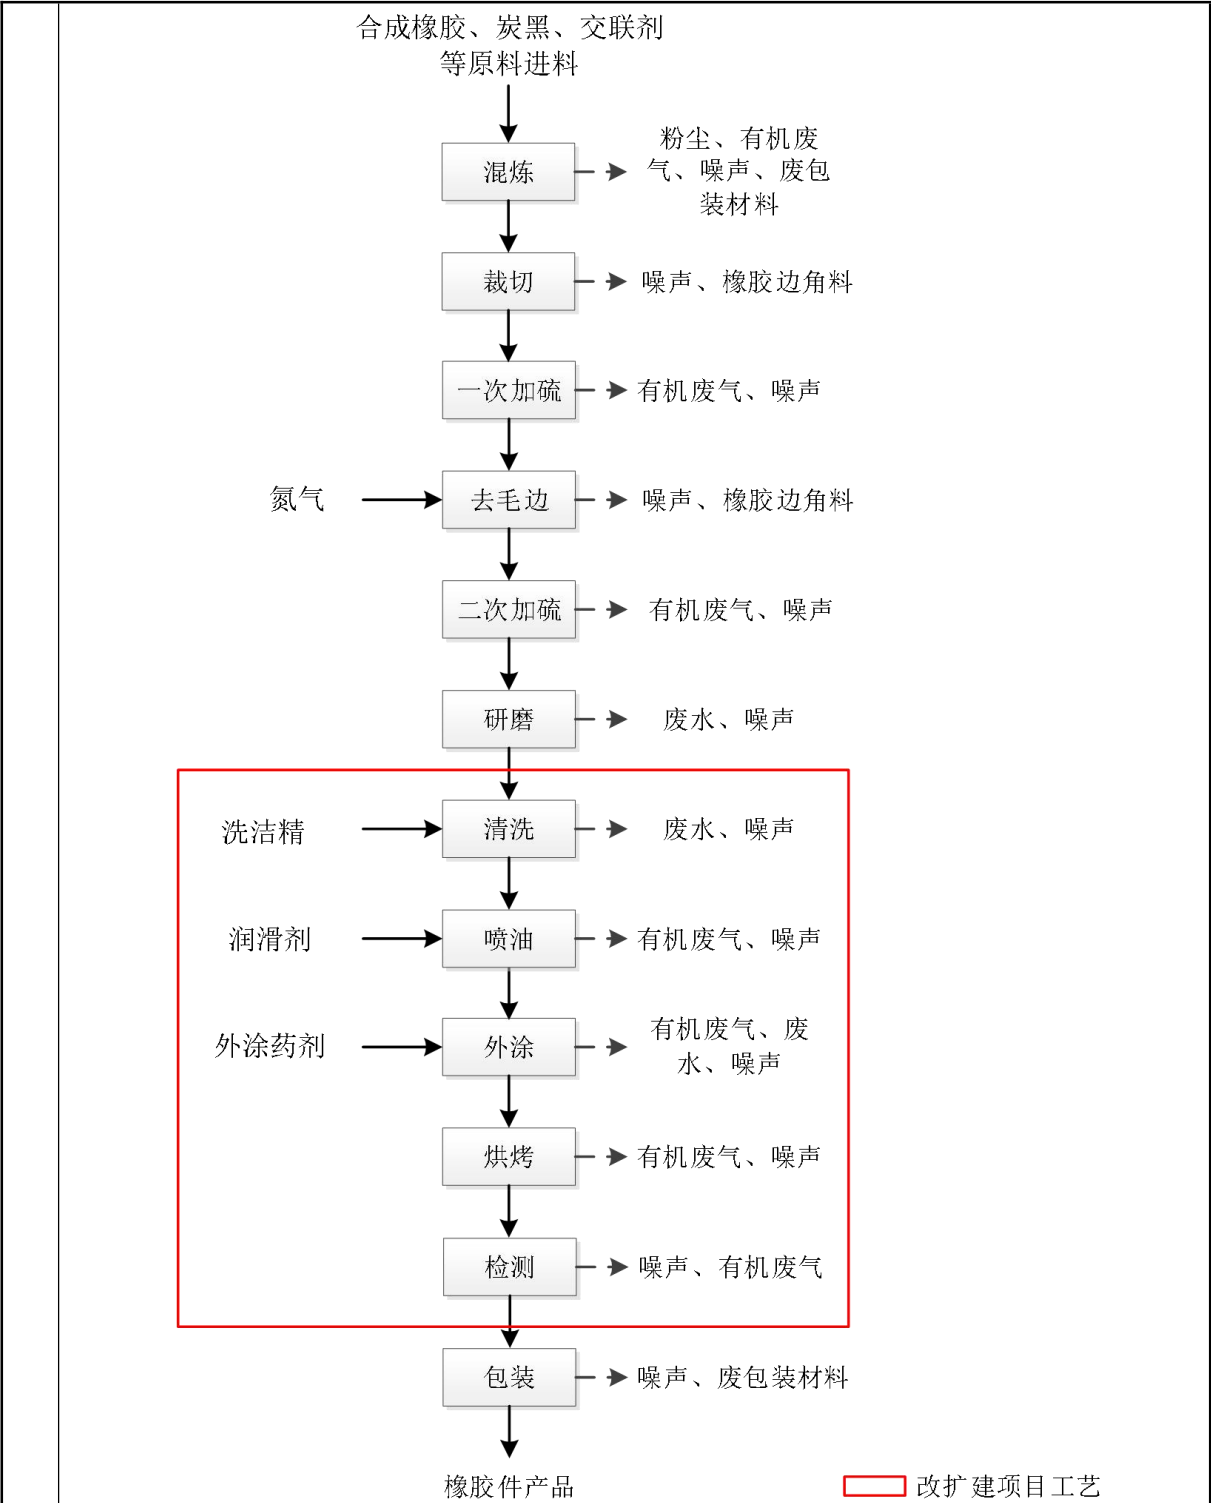 合成橡胶、炭黑、交联剂
等原料进料
混炼
粉尘、有机废
气、噪声、废包
装材料
裁切
噪声、橡胶边角料
一次加硫
有机废气、噪声
氮气
去毛边
噪声、橡胶边角料
二次加硫
有机废气、噪声
研磨
废水、噪声
洗洁精
清洗
废水、噪声
润滑剂
喷油
有机废气、噪声
外涂药剂
外涂
有机废气、废
水、噪声
烘烤
有机废气、噪声
检测
噪声、有机废气
包装
噪声、废包装材料
橡胶件产品
改扩建项目工艺